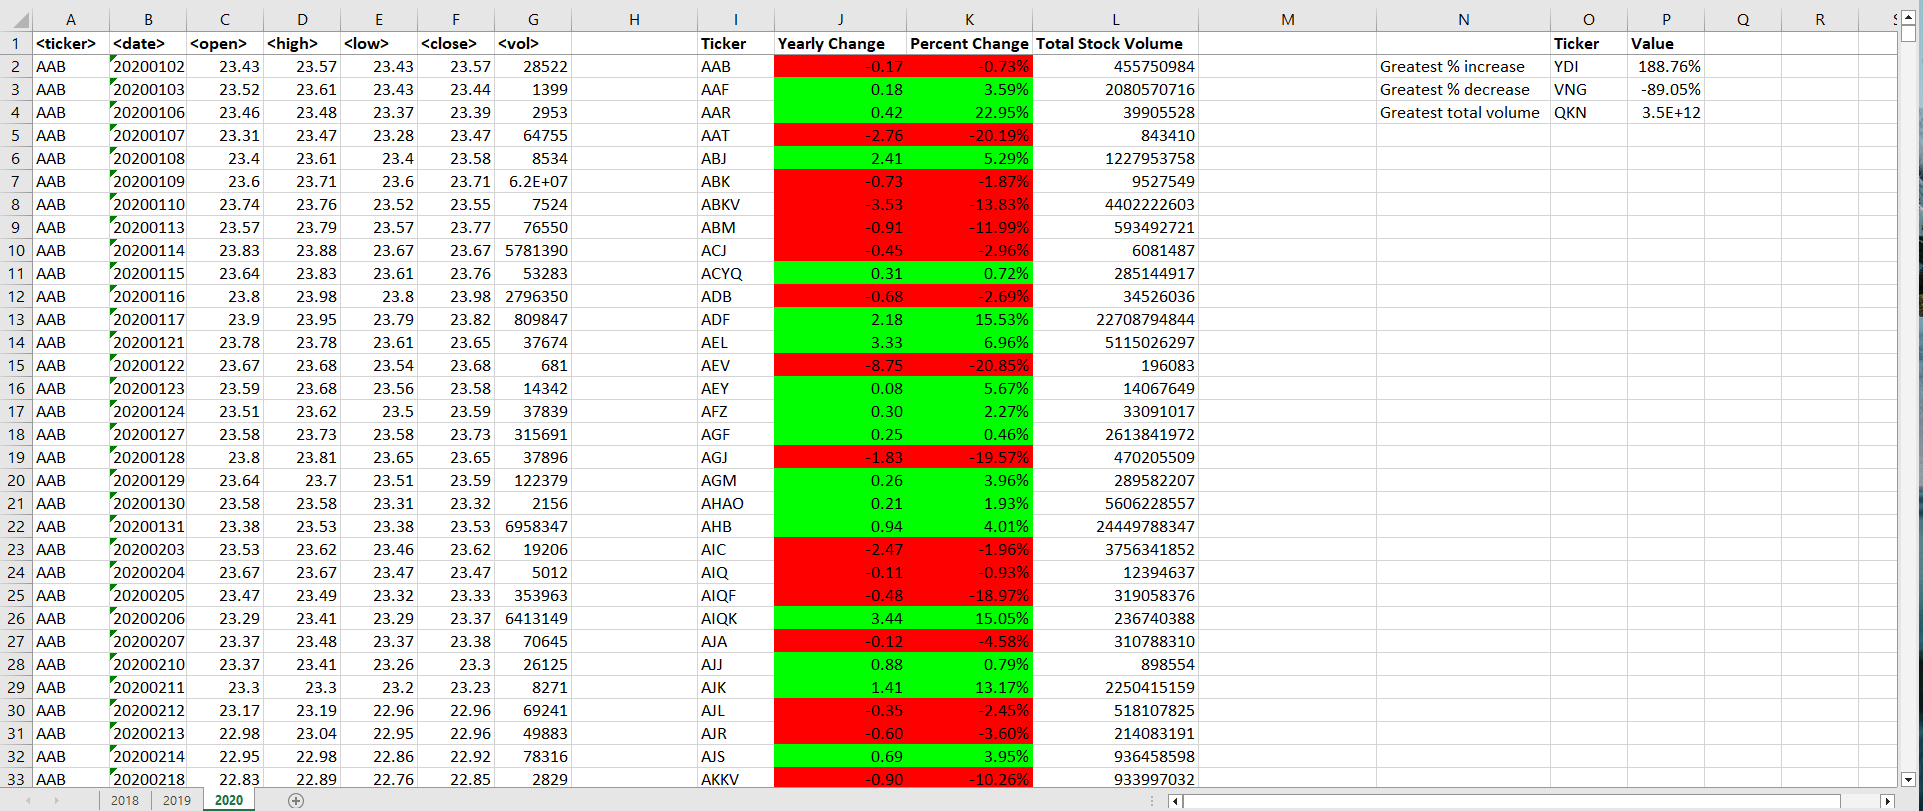 A B C D E F G H I J K L M N O P Q R S
1 <ticker> <date> <open> <high> <low> <close> <vol> Ticker Yearly Change Percent Change Total Stock Volume Ticker Value
2 AAB 20200102 23.43 23.57 23.43 23.57 28522 AAB -0.17 -0.73% 455750984 Greatest % increase YDI 188.76%
3 AAB 20200103 23.52 23.61 23.43 23.44 1399 AAF 0.18 3.59% 2080570716 Greatest % decrease VNG -89.05%
4 AAB 20200106 23.46 23.48 23.37 23.39 2953 AAR 0.42 22.95% 39905528 Greatest total volume QKN 3.5E+12
5 AAB 20200107 23.31 23.47 23.28 23.47 64755 AAT -2.76 -20.19% 843410
6 AAB 20200108 23.4 23.61 23.4 23.58 8534 ABJ 2.41 5.29% 1227953758
7 AAB 20200109 23.6 23.71 23.6 23.71 6.2E+07 ABK -0.73 -1.87% 9527549
8 AAB 20200110 23.74 23.76 23.52 23.55 7524 ABKV -3.53 -13.83% 4402222603
9 AAB 20200113 23.57 23.79 23.57 23.77 76550 ABM -0.91 -11.99% 593492721
10 AAB 20200114 23.83 23.88 23.67 23.67 5781390 ACJ -0.45 -2.96% 6081487
11 AAB 20200115 23.64 23.83 23.61 23.76 53283 ACYQ 0.31 0.72% 285144917
12 AAB 20200116 23.8 23.98 23.8 23.98 2796350 ADB -0.68 -2.69% 34526036
13 AAB 20200117 23.9 23.95 23.79 23.82 809847 ADF 2.18 15.53% 22708794844
14 AAB 20200121 23.78 23.78 23.61 23.65 37674 AEL 3.33 6.96% 5115026297
15 AAB 20200122 23.67 23.68 23.54 23.68 681 AEV -8.75 -20.85% 196083
16 AAB 20200123 23.59 23.68 23.56 23.58 14342 AEY 0.08 5.67% 14067649
17 AAB 20200124 23.51 23.62 23.5 23.59 37839 AFZ 0.30 2.27% 33091017
18 AAB 20200127 23.58 23.73 23.58 23.73 315691 AGF 0.25 0.46% 2613841972
19 AAB 20200128 23.8 23.81 23.65 23.65 37896 AGJ -1.83 -19.57% 470205509
20 AAB 20200129 23.64 23.7 23.51 23.59 122379 AGM 0.26 3.96% 289582207
21 AAB 20200130 23.58 23.58 23.31 23.32 2156 AHAO 0.21 1.93% 5606228557
22 AAB 20200131 23.38 23.53 23.38 23.53 6958347 AHB 0.94 4.01% 24449788347
23 AAB 20200203 23.53 23.62 23.46 23.62 19206 AIC -2.47 -1.96% 3756341852
24 AAB 20200204 23.67 23.67 23.47 23.47 5012 AIQ -0.11 -0.93% 12394637
25 AAB 20200205 23.47 23.49 23.32 23.33 353963 AIQF -0.48 -18.97% 319058376
26 AAB 20200206 23.29 23.41 23.29 23.37 6413149 AIQK 3.44 15.05% 236740388
27 AAB 20200207 23.37 23.48 23.37 23.38 70645 AJA -0.12 -4.58% 310788310
28 AAB 20200210 23.37 23.41 23.26 23.3 26125 AJJ 0.88 0.79% 898554
29 AAB 20200211 23.3 23.3 23.2 23.23 8271 AJK 1.41 13.17% 2250415159
30 AAB 20200212 23.17 23.19 22.96 22.96 69241 AJL -0.35 -2.45% 518107825
31 AAB 20200213 22.98 23.04 22.95 22.96 49883 AJR -0.60 -3.60% 214083191
32 AAB 20200214 22.95 22.98 22.86 22.92 78316 AJS 0.69 3.95% 936458598
33 AAB 20200218 22.83 22.89 22.76 22.85 2829 AKKV -0.90 -10.26% 933997032
2018 2019 2020